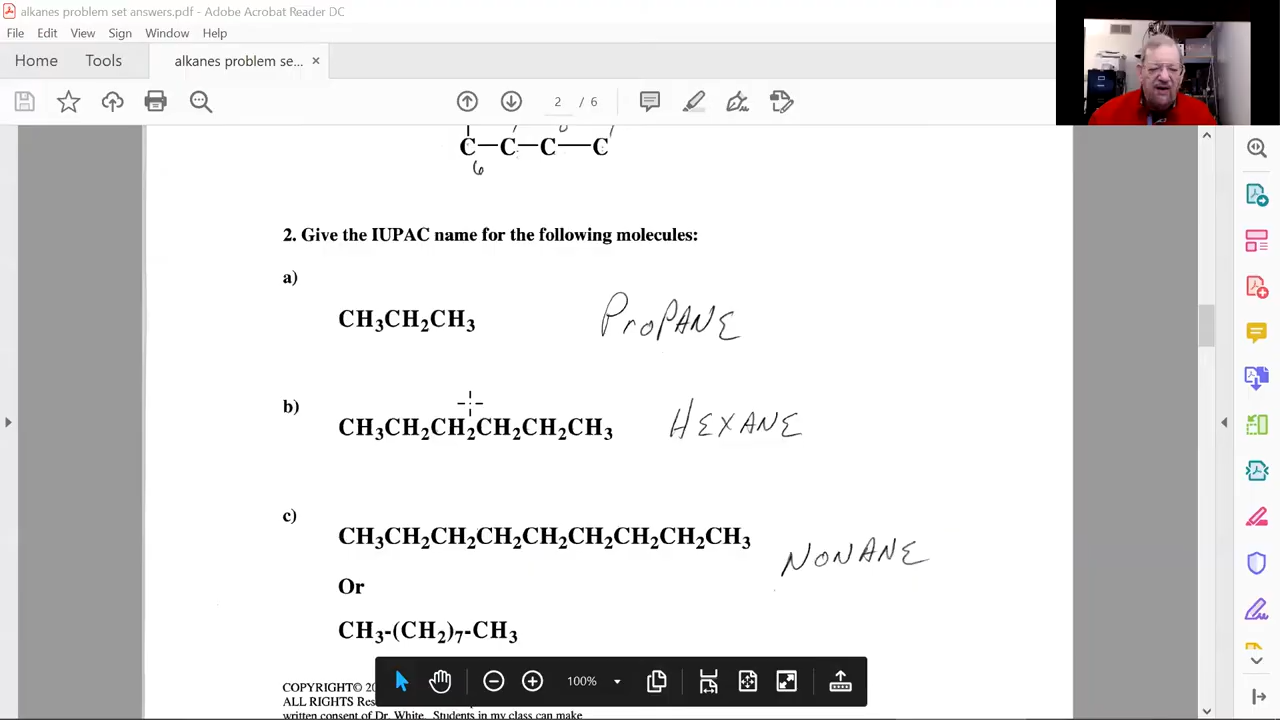 alkanes problem set answers.pdf - Adobe Acrobat Reader DC
File Edit View Sign Window Help
Home Tools alkanes problem se... ×
2 / 6
C—C—C—C
6
2. Give the IUPAC name for the following molecules:
a)
CH₃CH₂CH₃ PROPANE
b)
CH₃CH₂CH₂CH₂CH₂CH₃ HEXANE
c)
CH₃CH₂CH₂CH₂CH₂CH₂CH₂CH₂CH₃
NONANE
Or
CH₃-(CH₂)₇-CH₃
100%
COPYRIGHT© 20
ALL RIGHTS Res
written consent of Dr. White. Students in my class can make